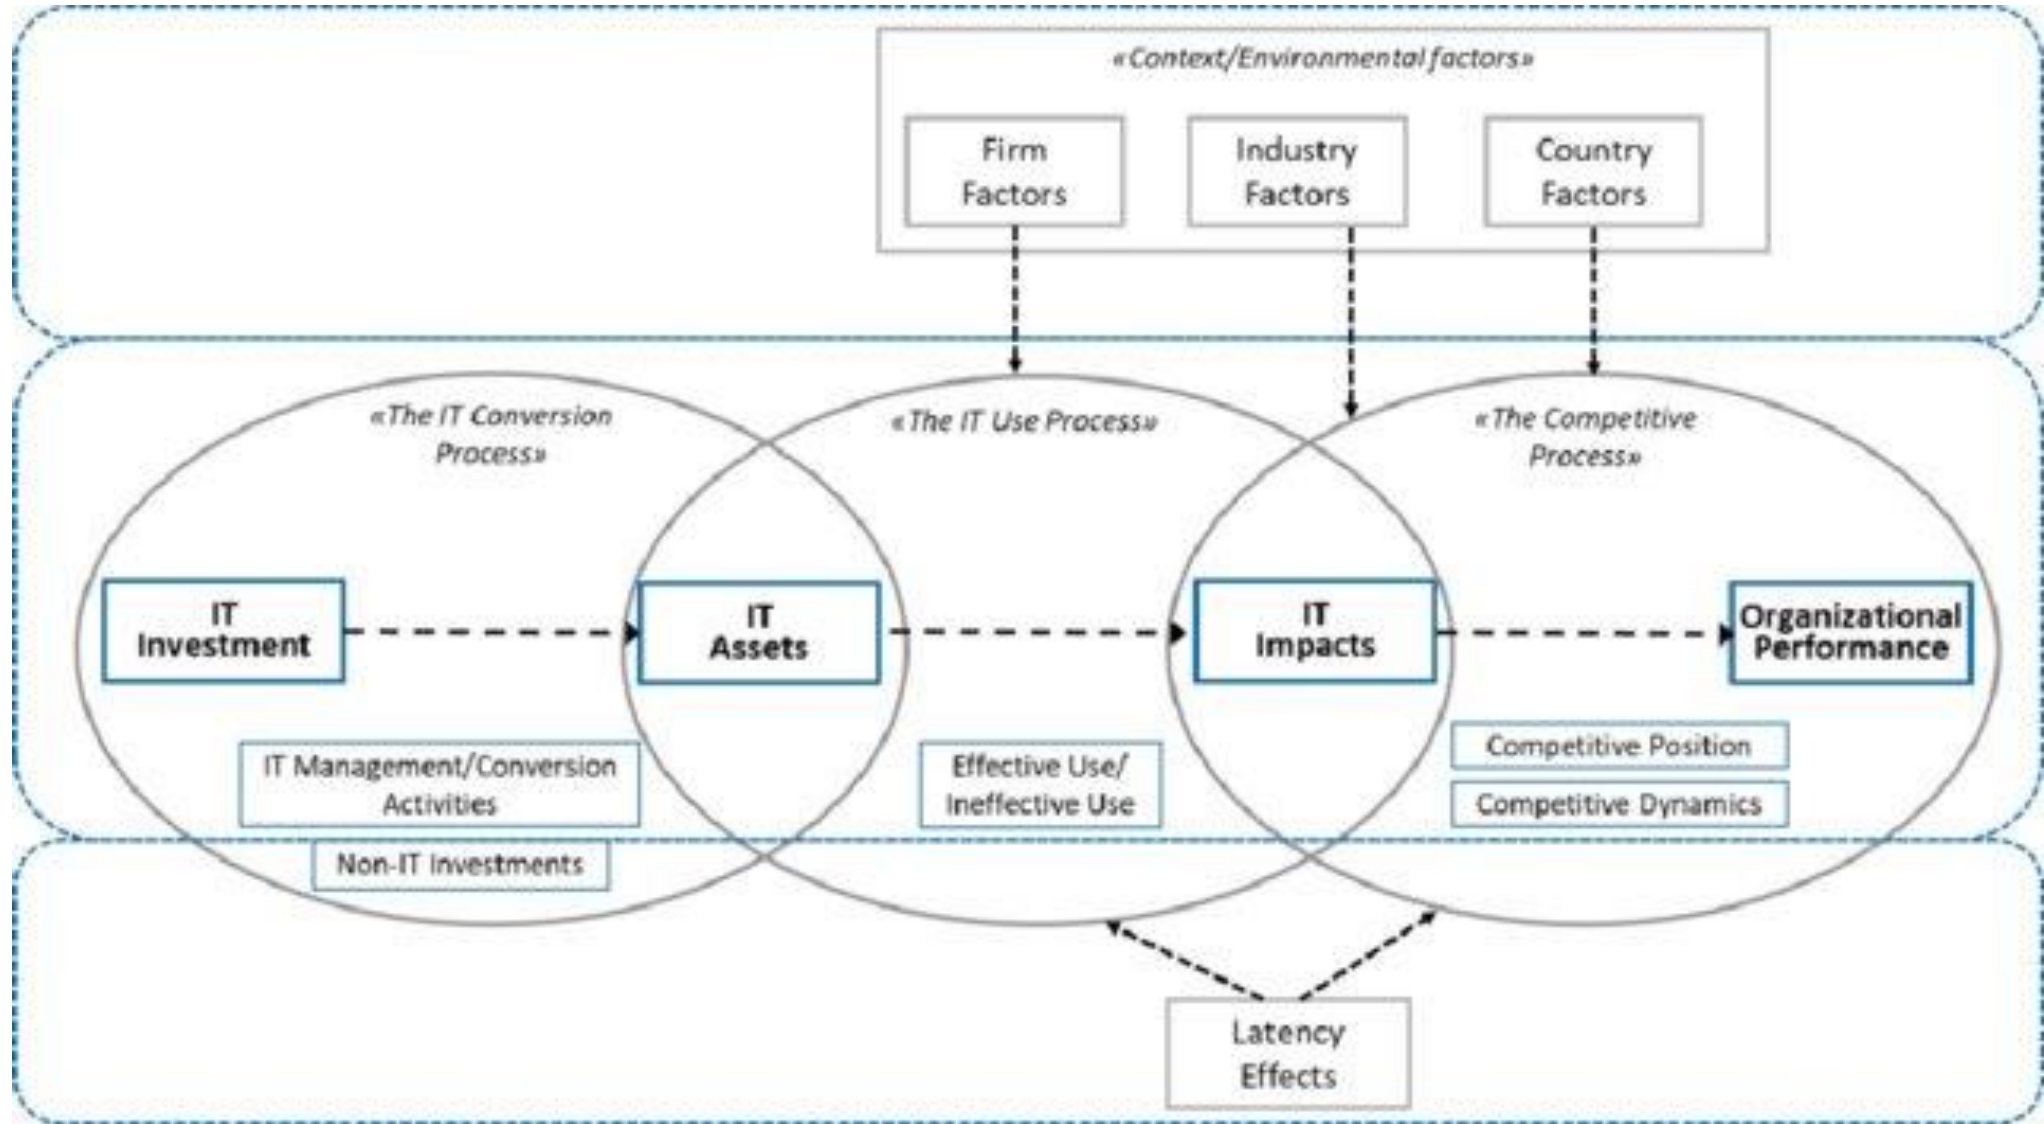 «Context/Environmental factors»
Firm
Factors
Industry
Factors
Country
Factors
«The IT Conversion
Process»
«The IT Use Process»
«The Competitive
Process»
IT
Investment
IT
Assets
IT
Impacts
Organizational
Performance
IT Management/Conversion
Activities
Non-IT Investments
Effective Use/
Ineffective Use
Competitive Position
Competitive Dynamics
Latency
Effects